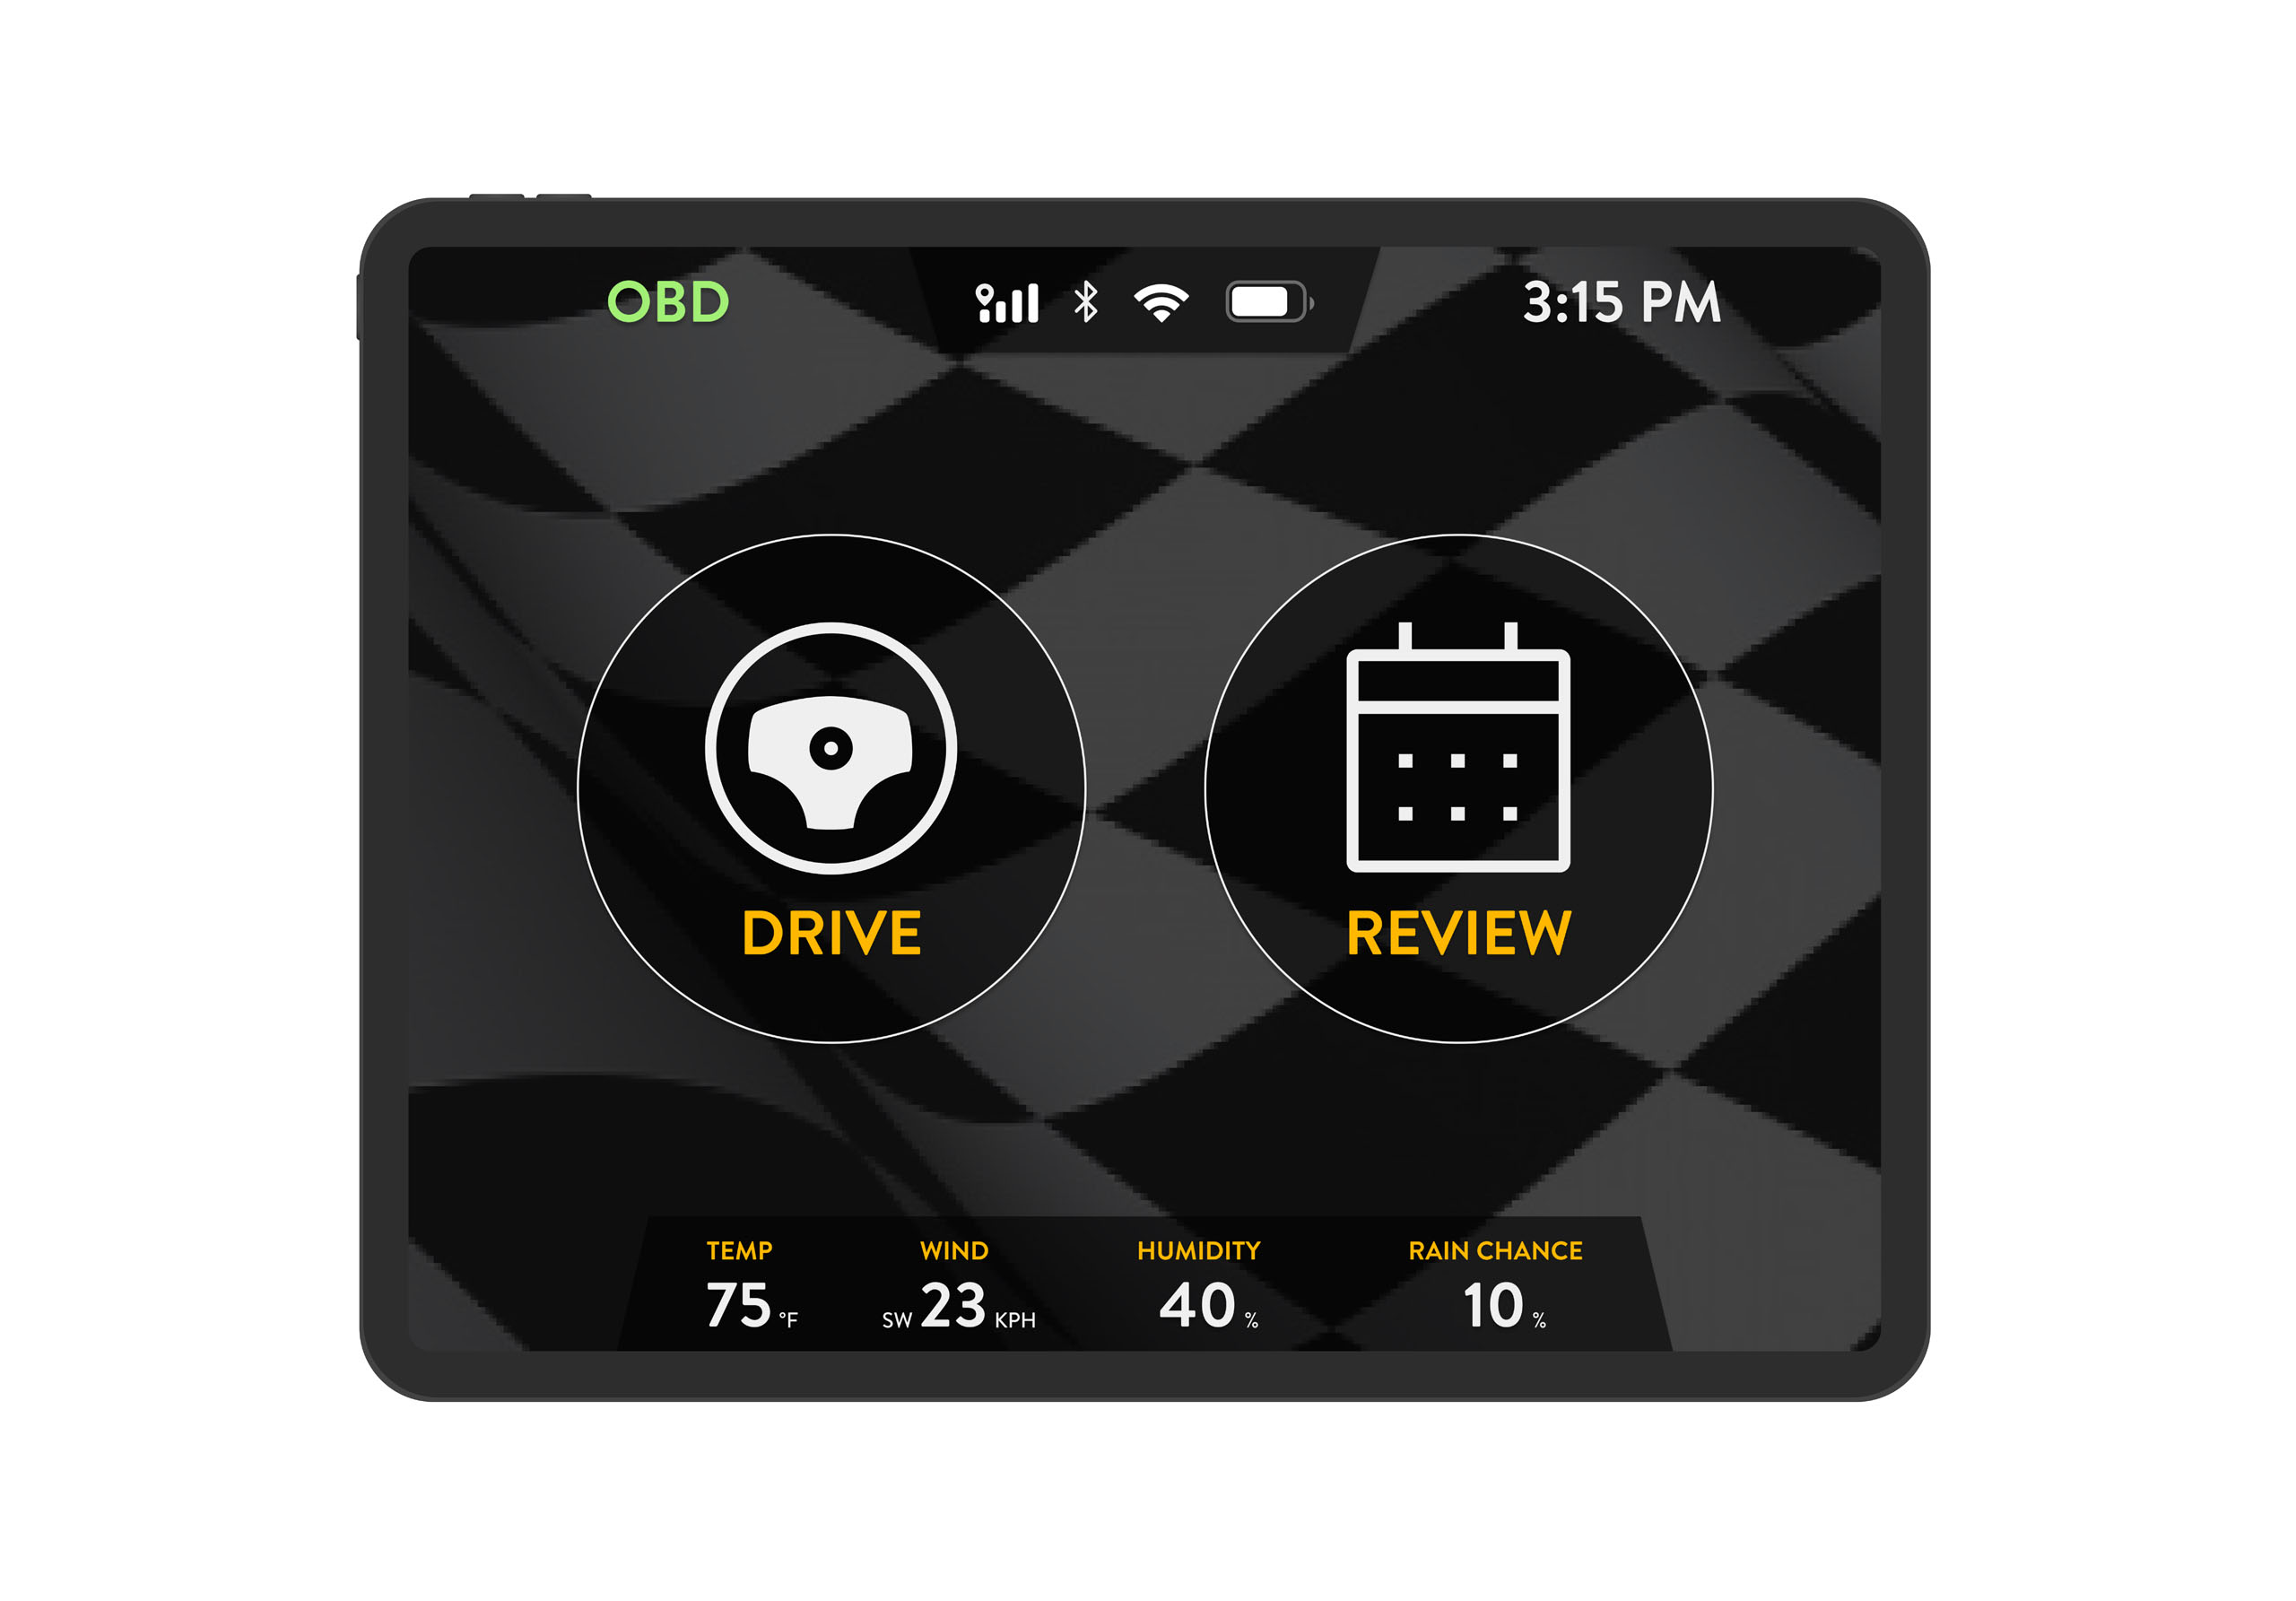 OBD
3:15 PM
DRIVE
REVIEW
TEMP
75 °F
WIND
SW 23 KPH
HUMIDITY
40 %
RAIN CHANCE
10 %